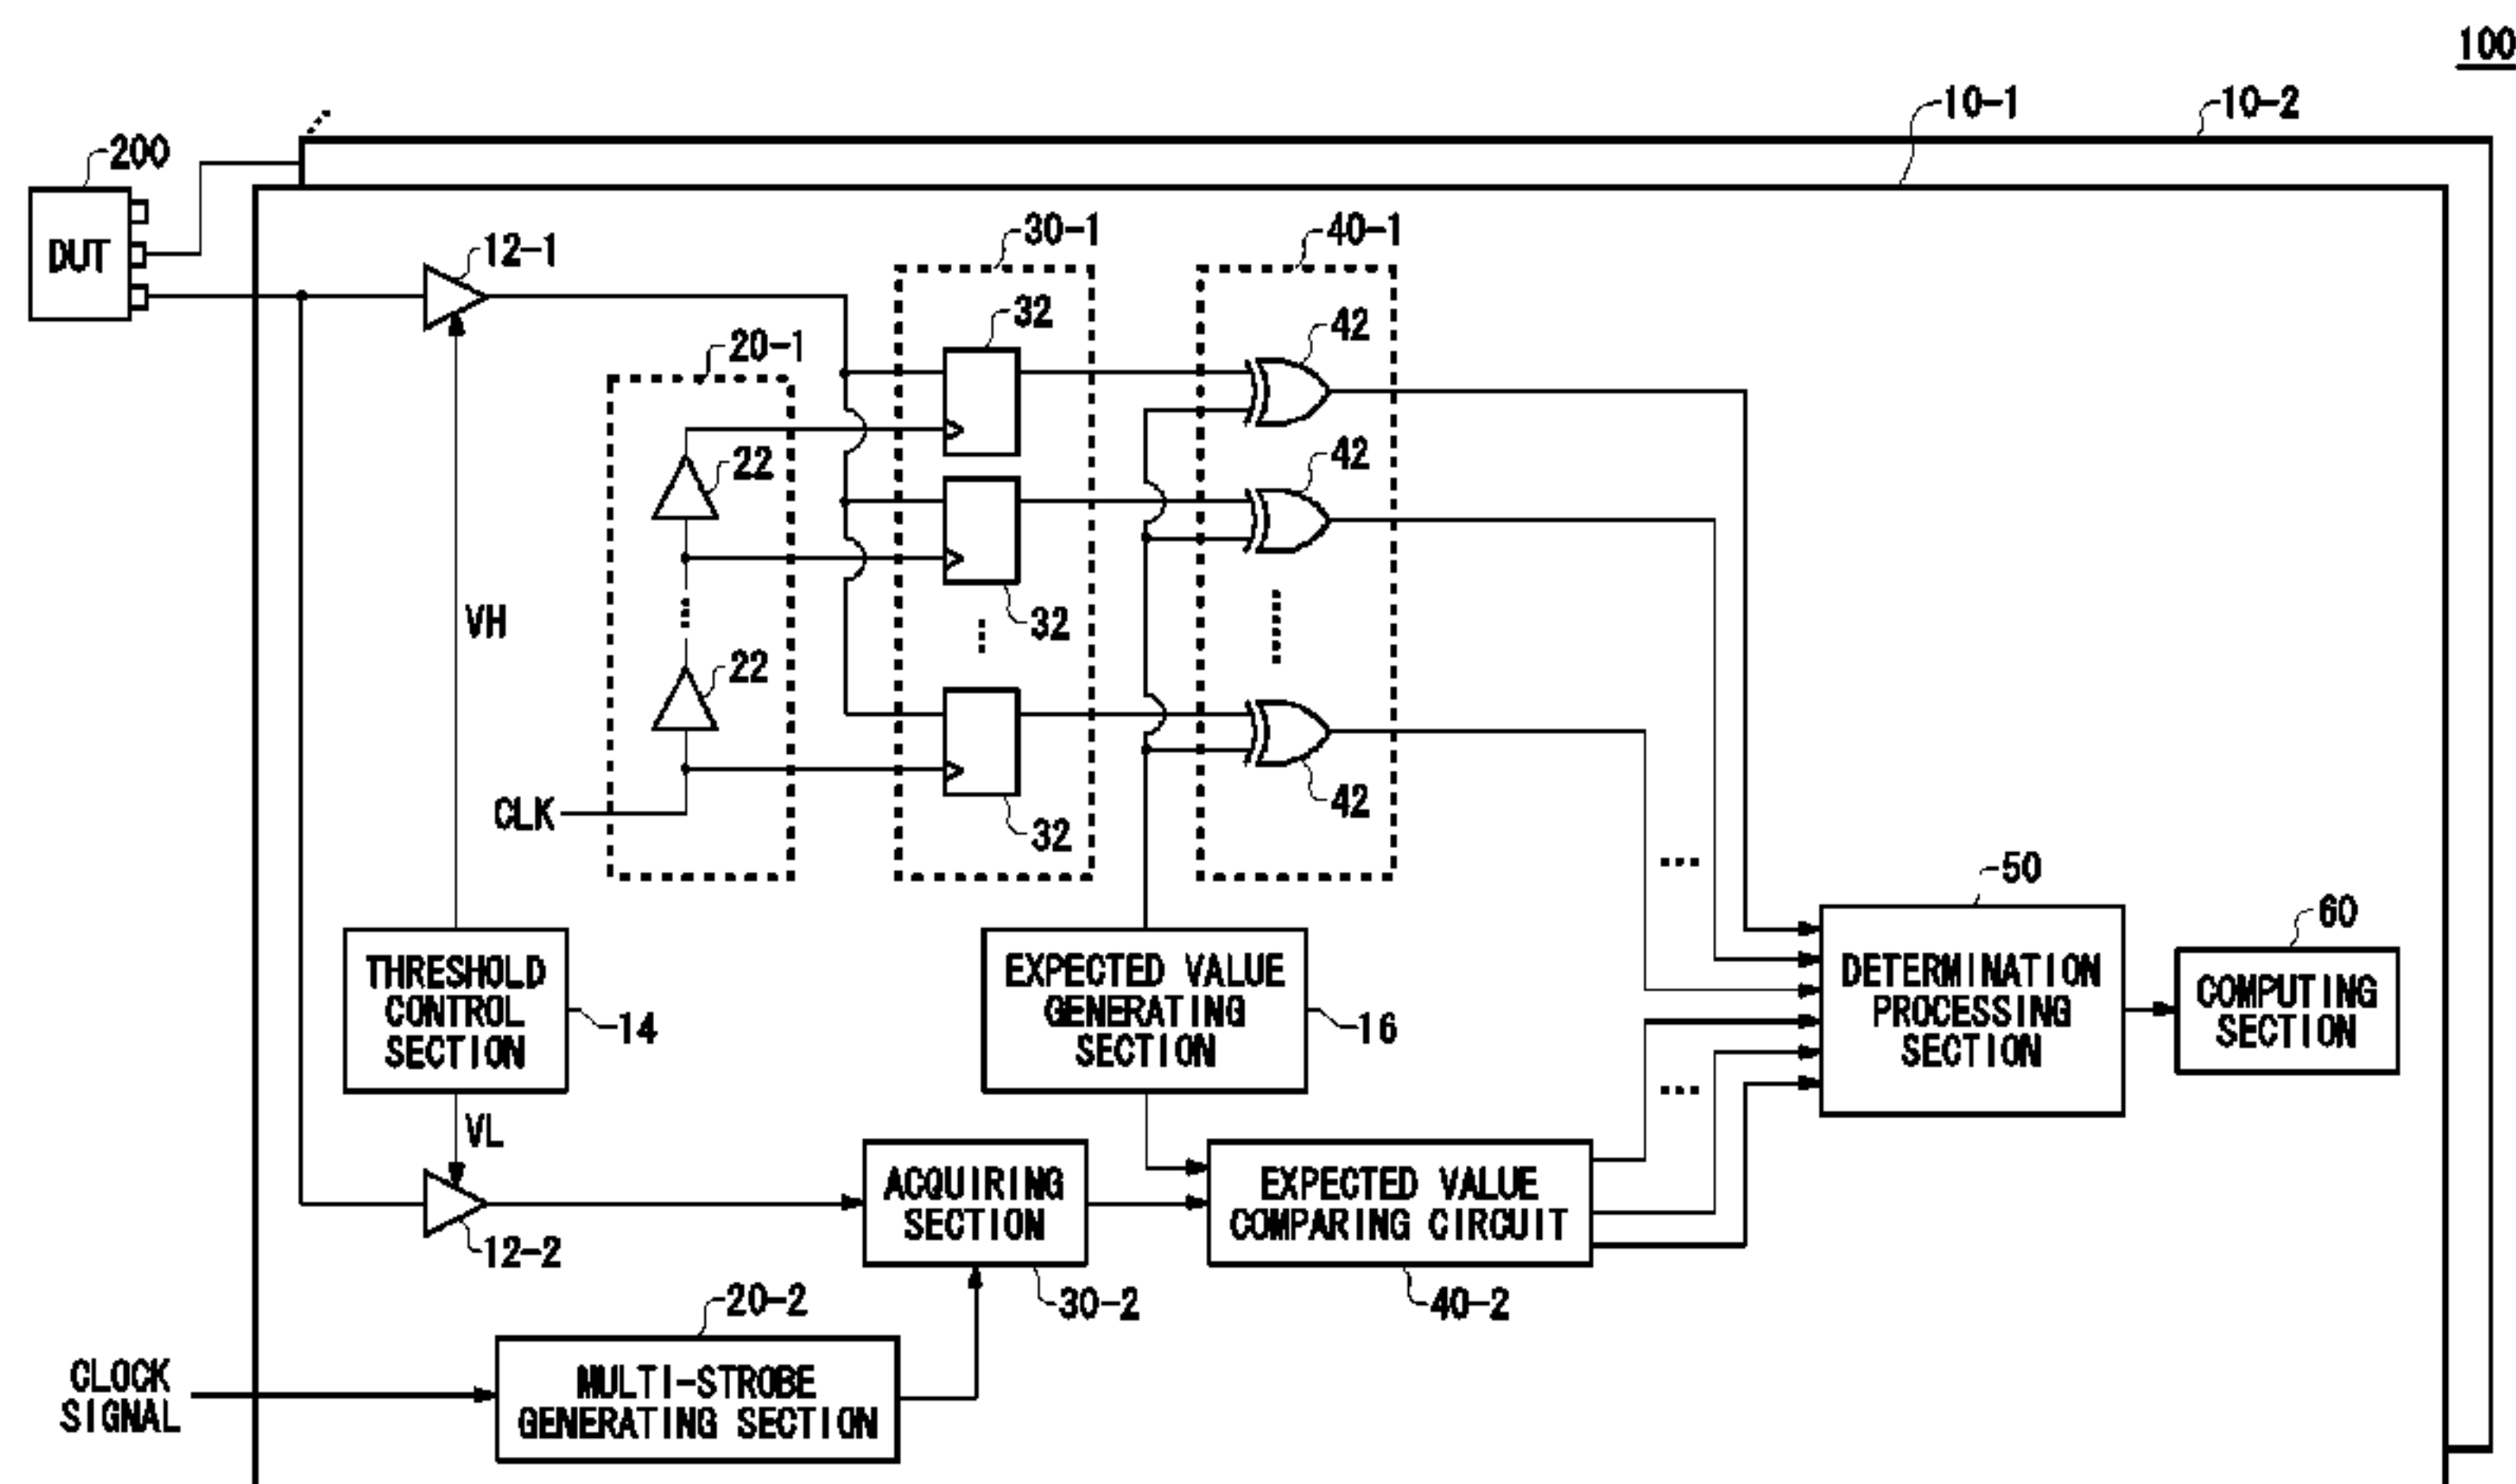 100
10-1
10-2
200
DUT
12-1
30-1
40-1
32
42
20-1
22
42
VH
32
22
CLK
32
42
50
60
THRESHOLD
CONTROL
SECTION
14
EXPECTED VALUE
GENERATING
SECTION
16
DETERMINATION
PROCESSING
SECTION
COMPUTING
SECTION
VL
ACQUIRING
SECTION
EXPECTED VALUE
COMPARING CIRCUIT
12-2
30-2
40-2
20-2
CLOCK
SIGNAL
MULTI-STROBE
GENERATING SECTION